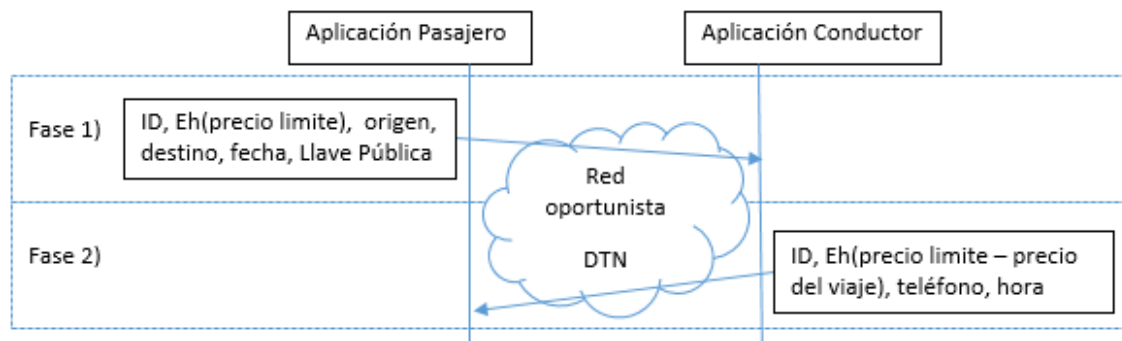 Aplicación Pasajero
Aplicación Conductor
Fase 1)
ID, Eh(precio limite), origen,
destino, fecha, Llave Pública
Red
oportunista
DTN
Fase 2)
ID, Eh(precio limite – precio
del viaje), teléfono, hora